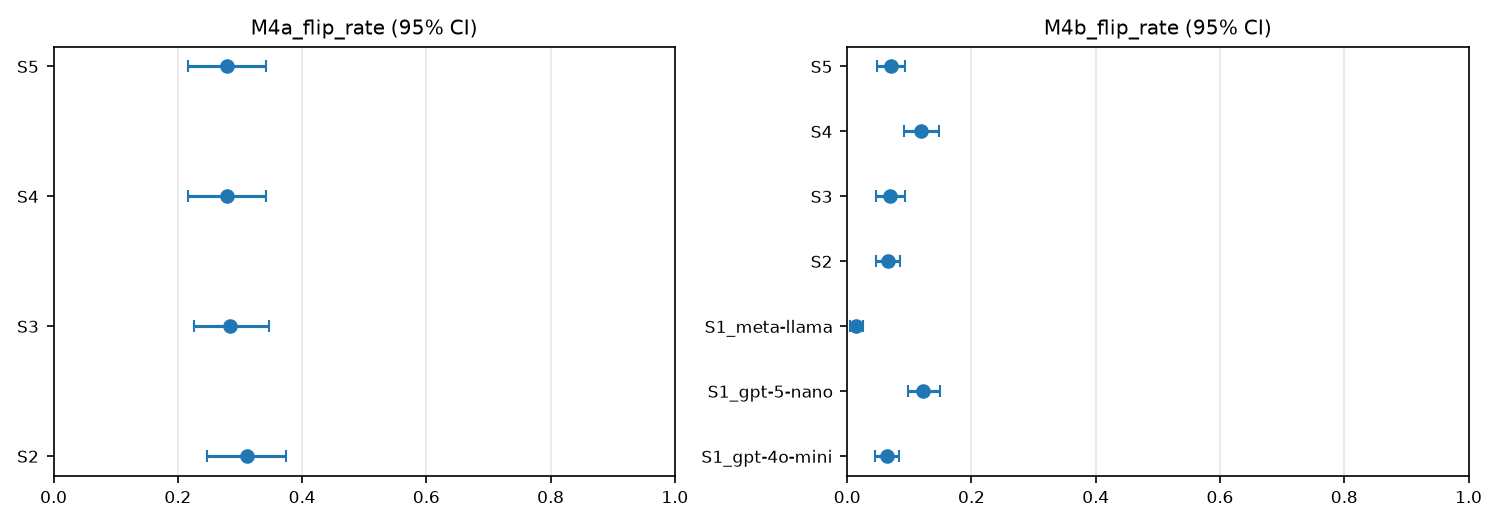 M4a_flip_rate (95% CI)
S5
S4
S3
S2
0.0 0.2 0.4 0.6 0.8 1.0
M4b_flip_rate (95% CI)
S5
S4
S3
S2
S1_meta-llama
S1_gpt-5-nano
S1_gpt-4o-mini
0.0 0.2 0.4 0.6 0.8 1.0